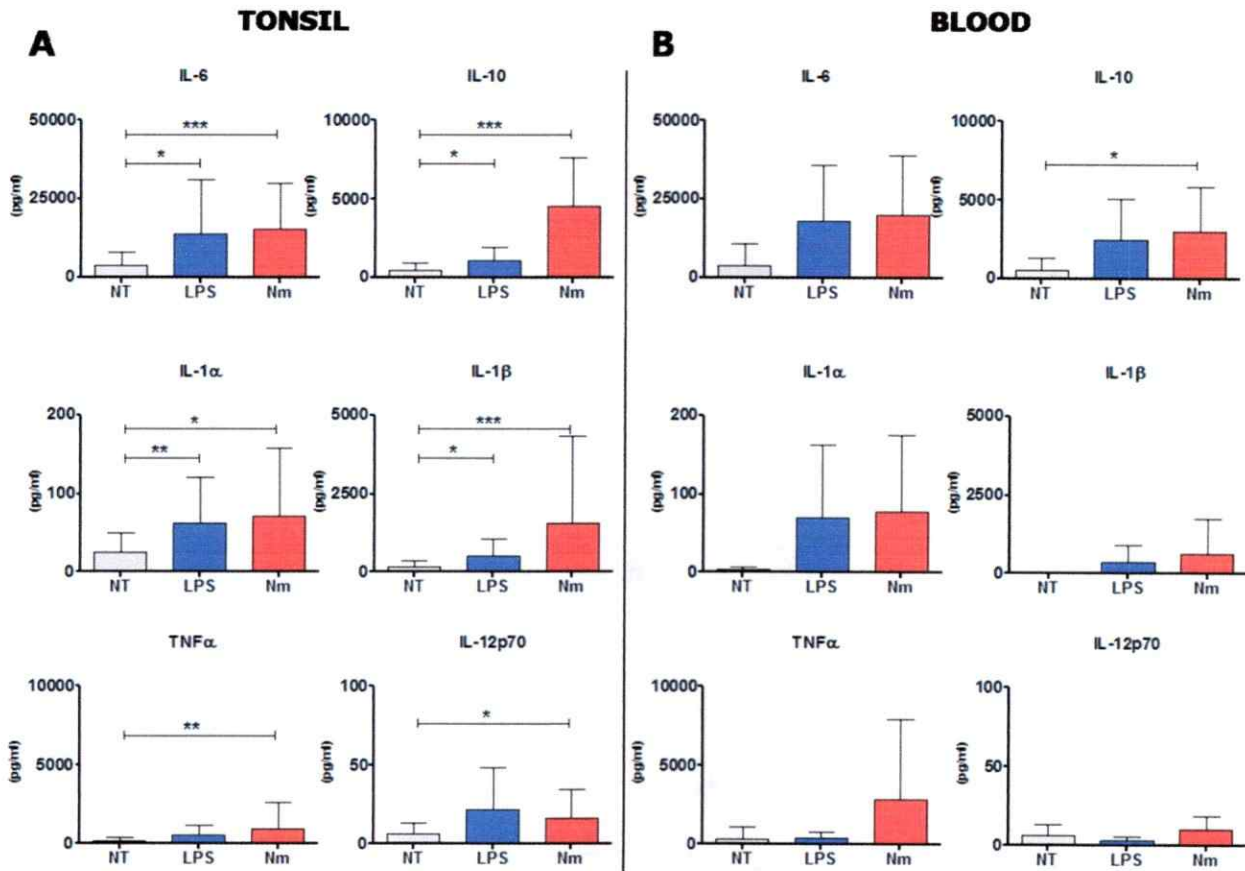 TONSIL
BLOOD
A
B
IL-6
IL-10
IL-6
IL-10
50000
25000
0
(pg/ml)
***
*
NT LPS Nm
10000
5000
0
(pg/ml)
***
*
NT LPS Nm
50000
25000
0
(pg/ml)
NT LPS Nm
10000
5000
0
(pg/ml)
*
NT LPS Nm
IL-1α
IL-1β
IL-1α
IL-1β
200
100
0
(pg/ml)
*
**
NT LPS Nm
5000
2500
0
(pg/ml)
***
*
NT LPS Nm
200
100
0
(pg/ml)
NT LPS Nm
5000
2500
0
(pg/ml)
NT LPS Nm
TNFα
IL-12p70
TNFα
IL-12p70
10000
5000
0
(pg/ml)
**
NT LPS Nm
100
50
0
(pg/ml)
*
NT LPS Nm
10000
5000
0
(pg/ml)
NT LPS Nm
100
50
0
(pg/ml)
NT LPS Nm